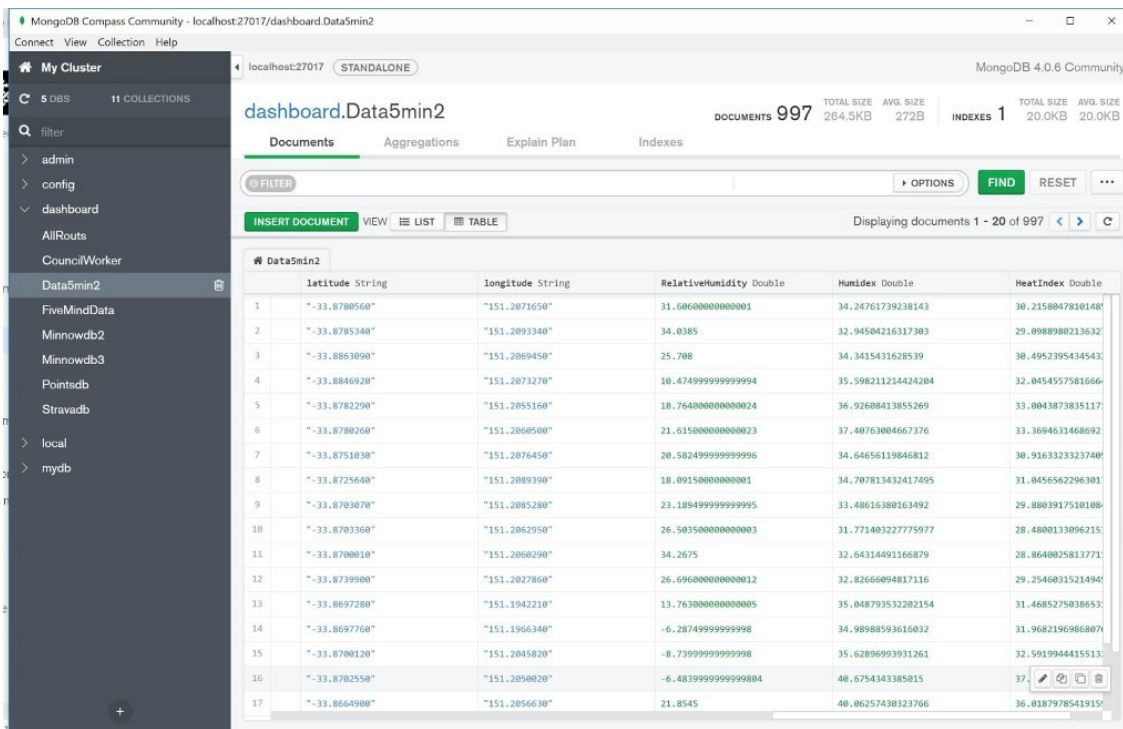 MongoDB Compass Community - localhost:27017/dashboard.Data5min2
Connect View Collection Help
My Cluster
localhost:27017 STANDALONE
MongoDB 4.0.6 Community
5 DBS 11 COLLECTIONS
filter
admin
config
dashboard
AllRouts
CouncilWorker
Data5min2
FiveMindData
Minnowdb2
Minnowdb3
Pointsdb
Stravadb
local
mydb
dashboard.Data5min2
DOCUMENTS 997 TOTAL SIZE 264.5KB AVG. SIZE 272B INDEXES 1 TOTAL SIZE 20.0KB AVG. SIZE 20.0KB
Documents Aggregations Explain Plan Indexes
FILTER OPTIONS FIND RESET ...
INSERT DOCUMENT VIEW LIST TABLE Displaying documents 1 - 20 of 997
Data5min2
latitude String longitude String RelativeHumidity Double Humidex Double HeatIndex Double
1 "-33.8780560" "151.2071650" 31.60600000000001 34.24761739238143
2 "-33.8785340" "151.2093340" 34.0385 32.94504216317303
3 "-33.8863090" "151.2069450" 25.708 34.3415431628539
4 "-33.8846920" "151.2073270" 10.474999999999994 35.598211214424204
5 "-33.8782290" "151.2055160" 18.764000000000024 36.92608413855269
6 "-33.8780260" "151.2060500" 21.615000000000023 37.40763004667376 33.3694631468692
7 "-33.8751030" "151.2076450" 20.582499999999996 34.64656119846812
8 "-33.8725640" "151.2089390" 18.09150000000001 34.707813432417495
9 "-33.8703070" "151.2085280" 23.189499999999995 33.48616380163492
10 "-33.8703360" "151.2062950" 26.503500000000003 31.771403227775977
11 "-33.8700010" "151.2060290" 34.2675 32.64314491166879
12 "-33.8739900" "151.2027860" 26.696000000000012 32.82666094817116
13 "-33.8697280" "151.1942210" 13.763000000000005 35.048793532202154
14 "-33.8697760" "151.1966340" -6.28749999999998 34.98988593616032
15 "-33.8700120" "151.2045820" -8.73999999999998 35.62896993931261
16 "-33.8702550" "151.2050020" -6.4839999999999804 40.6754343385015 37.
17 "-33.8664900" "151.2056630" 21.8545 40.06257430323766